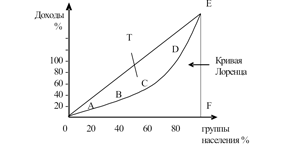 Доходы
%
E
T
100
80
60
40
20
A
B
C
D
Кривая
Лоренца
F
0 20 40 60 80 группы
населения %